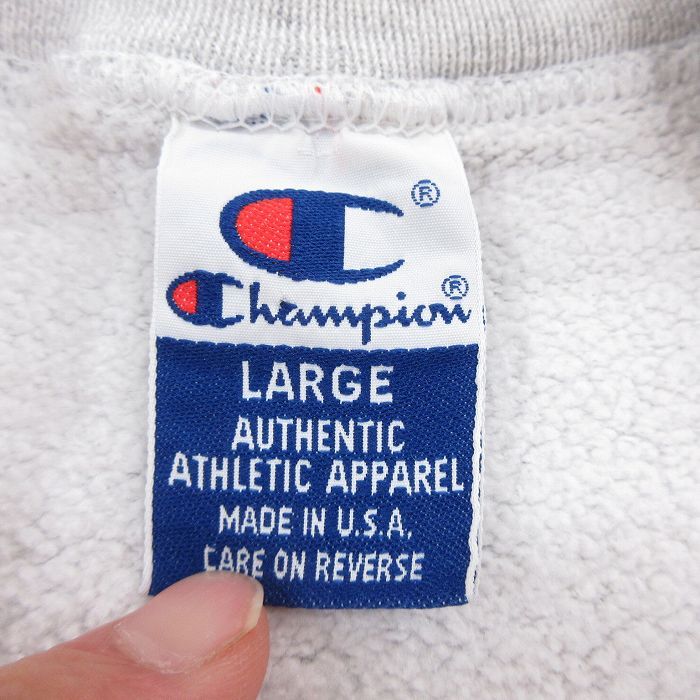 ®
Champion®
LARGE
AUTHENTIC
ATHLETIC APPAREL
MADE IN U.S.A.
CARE ON REVERSE